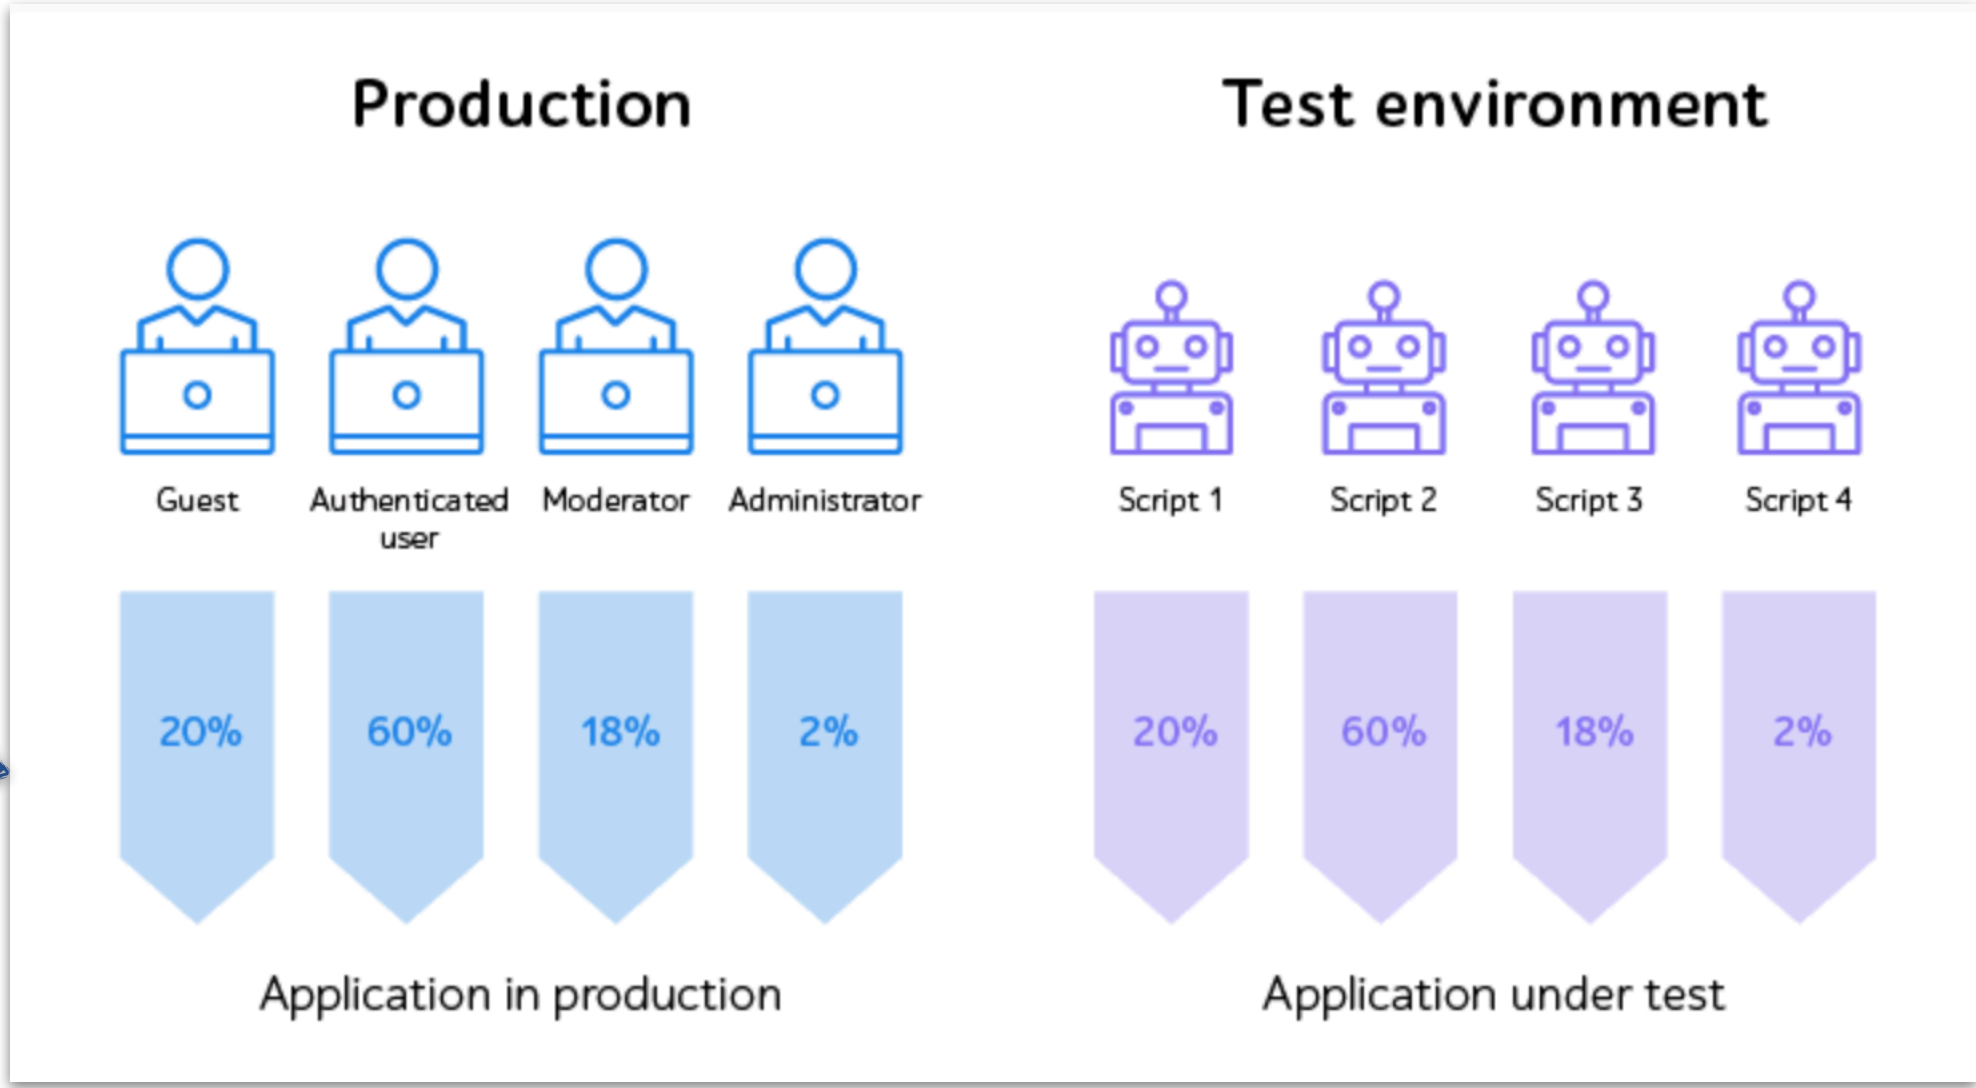 Production
Test environment
Guest
Authenticated
user
Moderator
Administrator
Script 1
Script 2
Script 3
Script 4
20%
60%
18%
2%
20%
60%
18%
2%
Application in production
Application under test